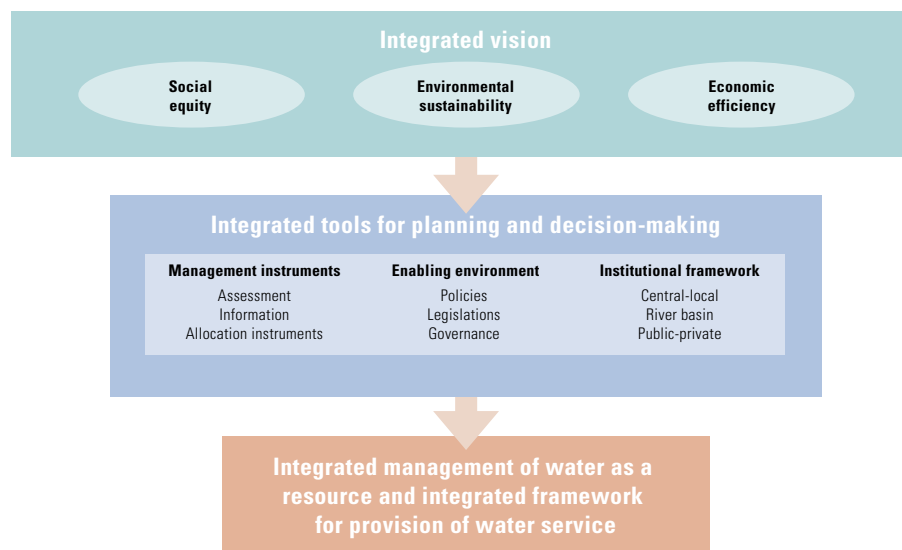 Integrated vision
Social
equity
Environmental
sustainability
Economic
efficiency
Integrated tools for planning and decision-making
Management instruments
Assessment
Information
Allocation instruments
Enabling environment
Policies
Legislations
Governance
Institutional framework
Central-local
River basin
Public-private
Integrated management of water as a
resource and integrated framework
for provision of water service